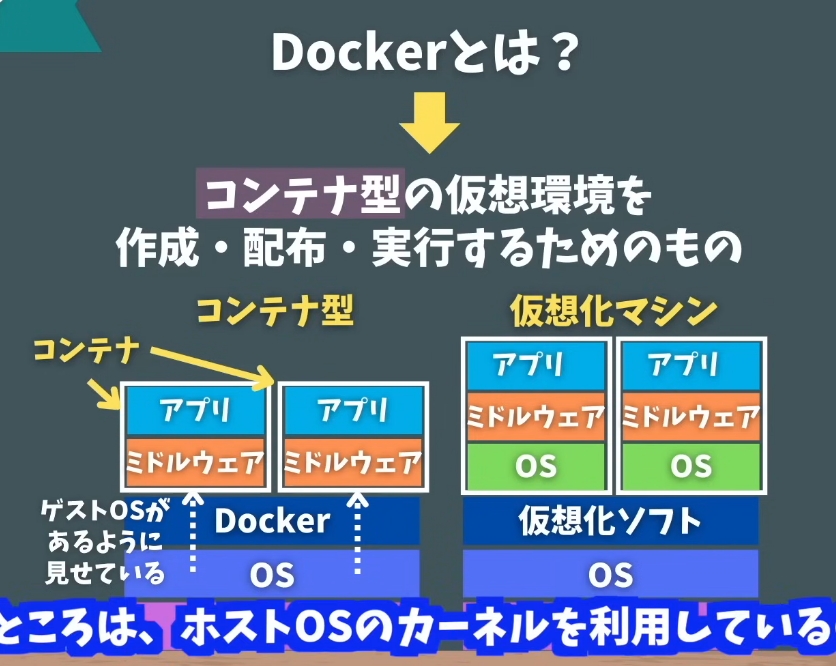 Dockerとは?
コンテナ型の仮想環境を
作成・配布・実行するためのもの
コンテナ型
コンテナ
アプリ
アプリ
ミドルウェア
ミドルウェア
ゲストOSが
あるように
見せている
Docker
OS
仮想化マシン
アプリ
アプリ
ミドルウェア
ミドルウェア
OS
OS
仮想化ソフト
OS
ところは、ホストOSのカーネルを利用している